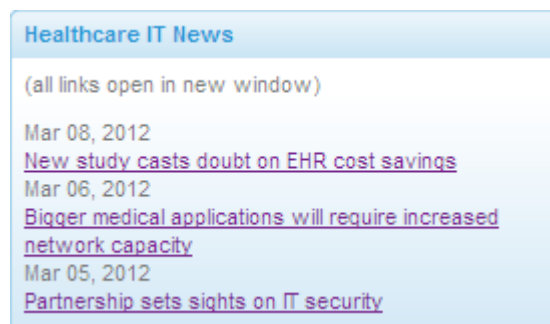 Healthcare IT News
(all links open in new window)
Mar 08, 2012
New study casts doubt on EHR cost savings
Mar 06, 2012
Bigger medical applications will require increased
network capacity
Mar 05, 2012
Partnership sets sights on IT security